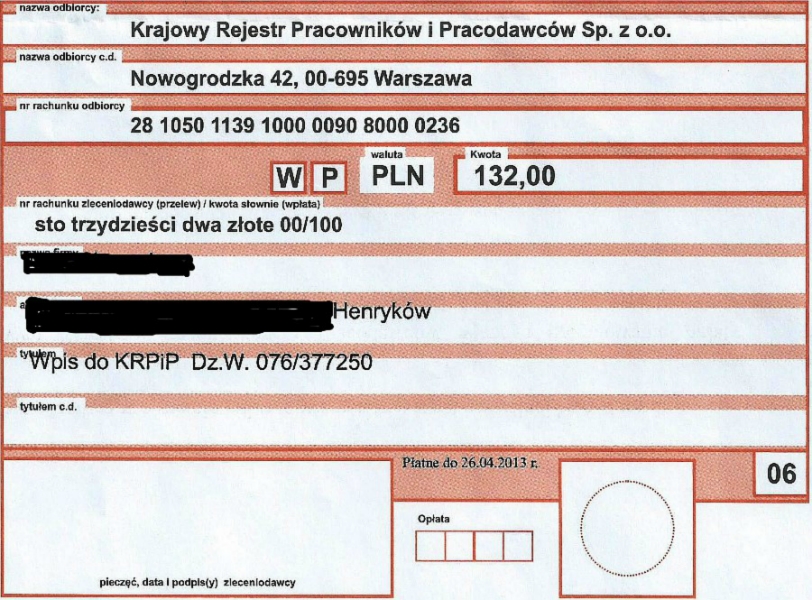 nazwa odbiorcy:
Krajowy Rejestr Pracowników i Pracodawców Sp. z o.o.
nazwa odbiorcy c.d.
Nowogrodzka 42, 00-695 Warszawa
nr rachunku odbiorcy
28 1050 1139 1000 0090 8000 0236
waluta Kwota
W P PLN 132,00
nr rachunku zleceniodawcy (przelew) / kwota słownie (wpłata)
sto trzydzieści dwa złote 00/100
Henryków
tytułem
Wpis do KRPiP Dz.W. 076/377250
tytułem c.d.
Płatne do 26.04.2013 r.
06
Opłata
pieczęć, data i podpis(y) zleceniodawcy